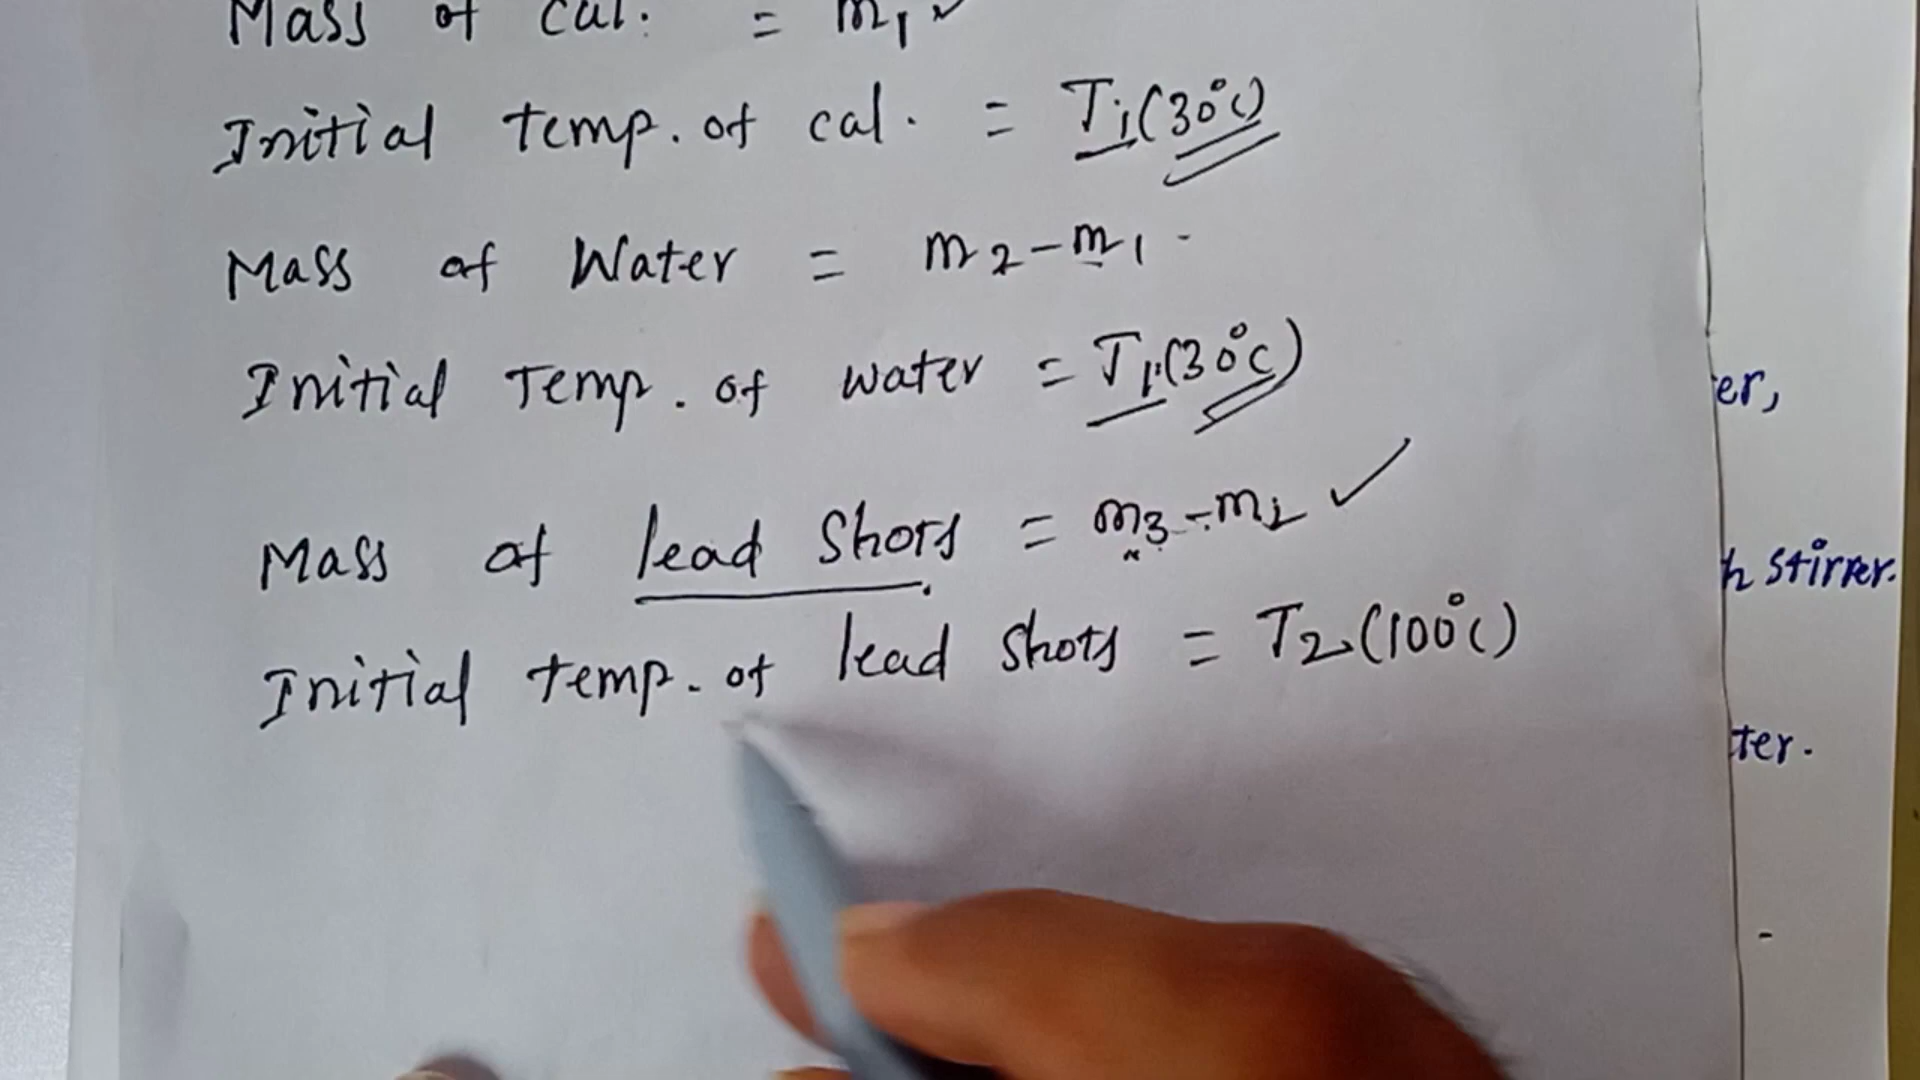 Mass of cal. = m1 ✓
Initial temp. of cal. = T1(30°C)
Mass of Water = m2-m1
Initial Temp. of water = T1(30°C)
Mass of lead Shots = m3-m2 ✓
Initial temp. of lead Shots = T2(100°C)
er,
h stirrer.
ter.
-